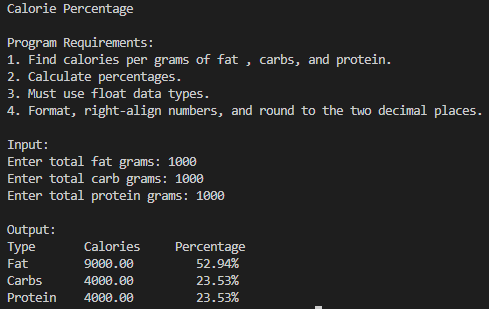 Calorie Percentage
Program Requirements:
1. Find calories per grams of fat , carbs, and protein.
2. Calculate percentages.
3. Must use float data types.
4. Format, right-align numbers, and round to the two decimal places.
Input:
Enter total fat grams: 1000
Enter total carb grams: 1000
Enter total protein grams: 1000
Output:
Type Calories Percentage
Fat 9000.00 52.94%
Carbs 4000.00 23.53%
Protein 4000.00 23.53%